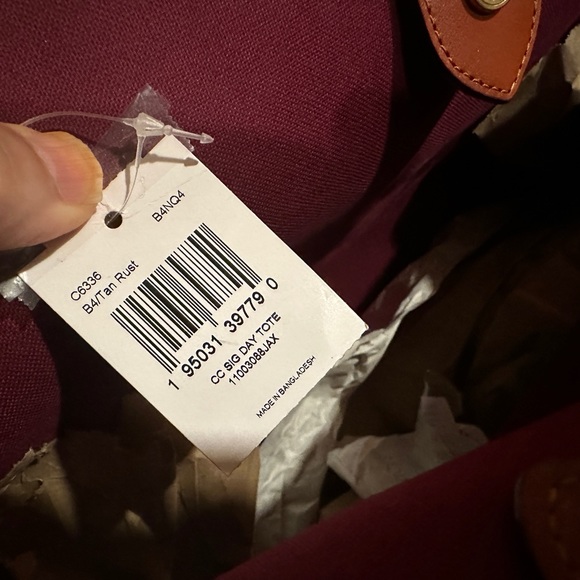 C6336 B4NQ4
B4/Tan Rust
1 95031 39779 0
CC SIG DAY TOTE
11003088JAX
MADE IN BANGLADESH